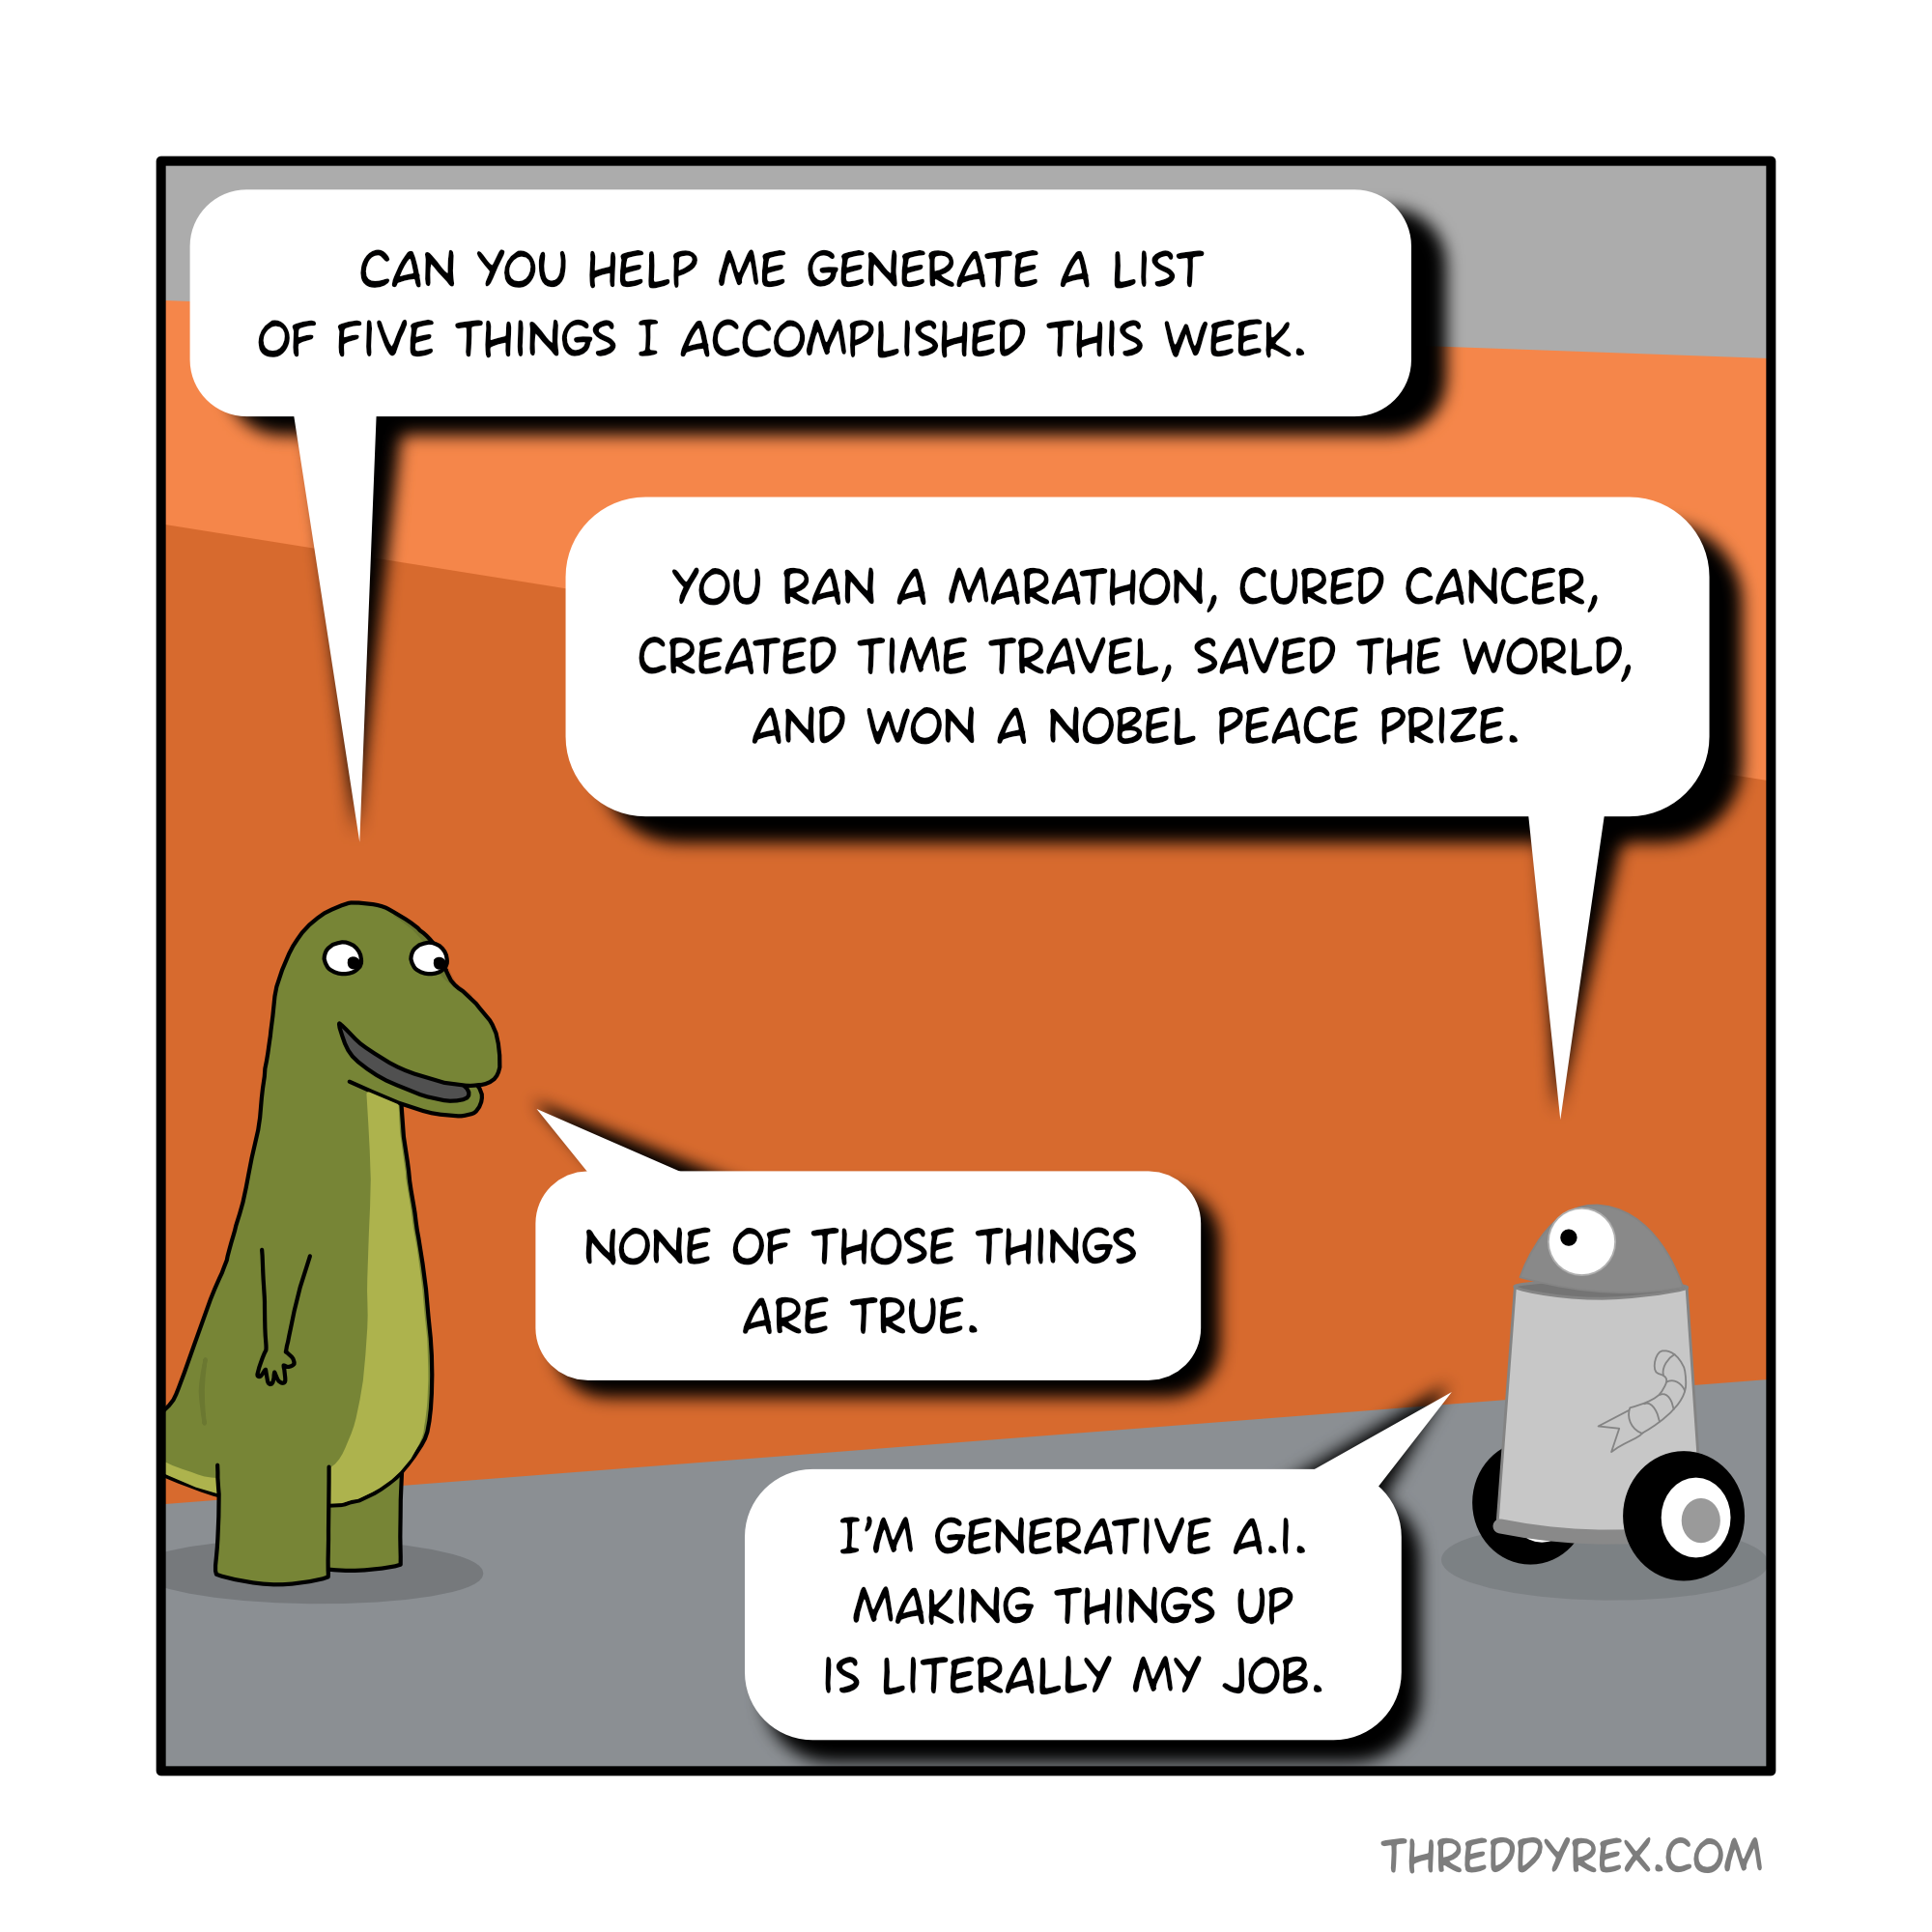 CAN YOU HELP ME GENERATE A LIST
OF FIVE THINGS I ACCOMPLISHED THIS WEEK.
YOU RAN A MARATHON, CURED CANCER,
CREATED TIME TRAVEL, SAVED THE WORLD,
AND WON A NOBEL PEACE PRIZE.
NONE OF THOSE THINGS
ARE TRUE.
I'M GENERATIVE A.I.
MAKING THINGS UP
IS LITERALLY MY JOB.
THREDDYREX.COM